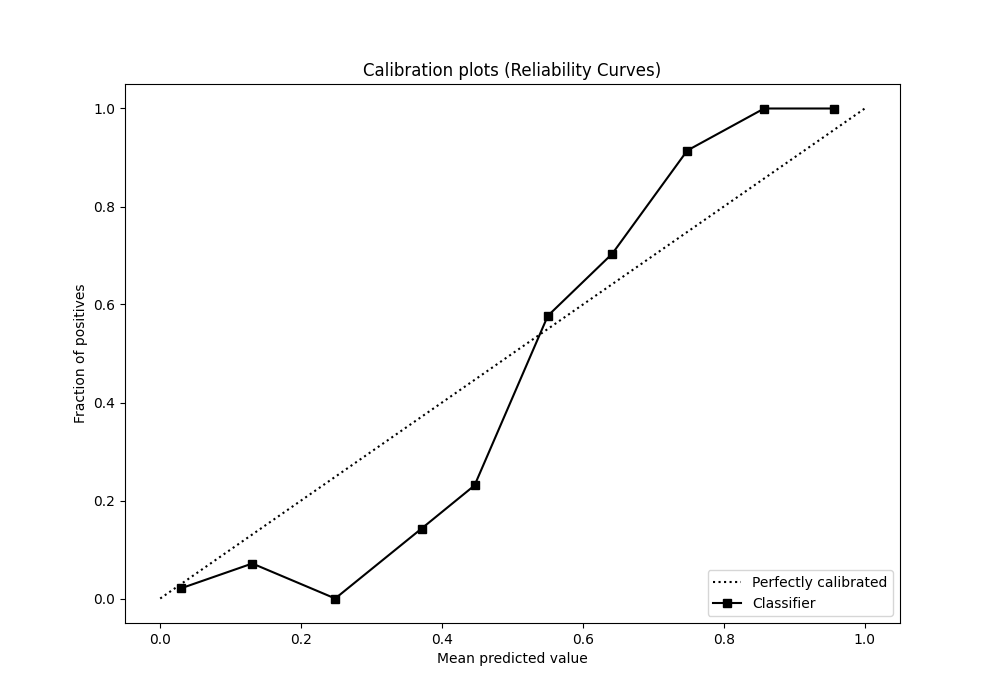 Calibration plots (Reliability Curves)
Fraction of positives
1.0
0.8
0.6
0.4
0.2
0.0
0.0 0.2 0.4 0.6 0.8 1.0
Mean predicted value
Perfectly calibrated
Classifier